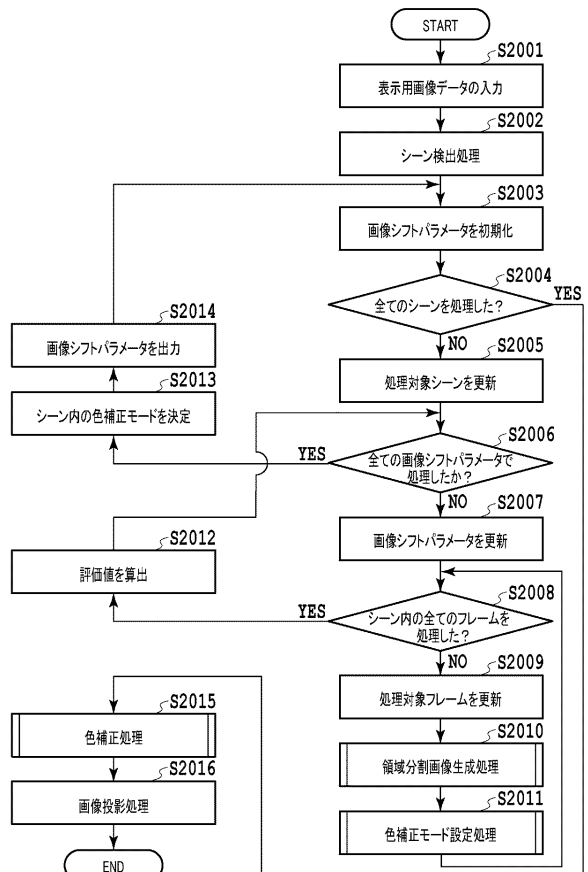 START
S2001
表示用画像データの入力
S2002
シーン検出処理
S2003
画像シフトパラメータを初期化
S2004
全てのシーンを処理した?
YES
NO
S2005
処理対象シーンを更新
S2006
全ての画像シフトパラメータで
処理したか?
YES
NO
S2007
画像シフトパラメータを更新
S2008
シーン内の全てのフレームを
処理した?
YES
NO
S2009
処理対象フレームを更新
S2010
領域分割画像生成処理
S2011
色補正モード設定処理
S2012
評価値を算出
S2013
シーン内の色補正モードを決定
S2014
画像シフトパラメータを出力
S2015
色補正処理
S2016
画像投影処理
END